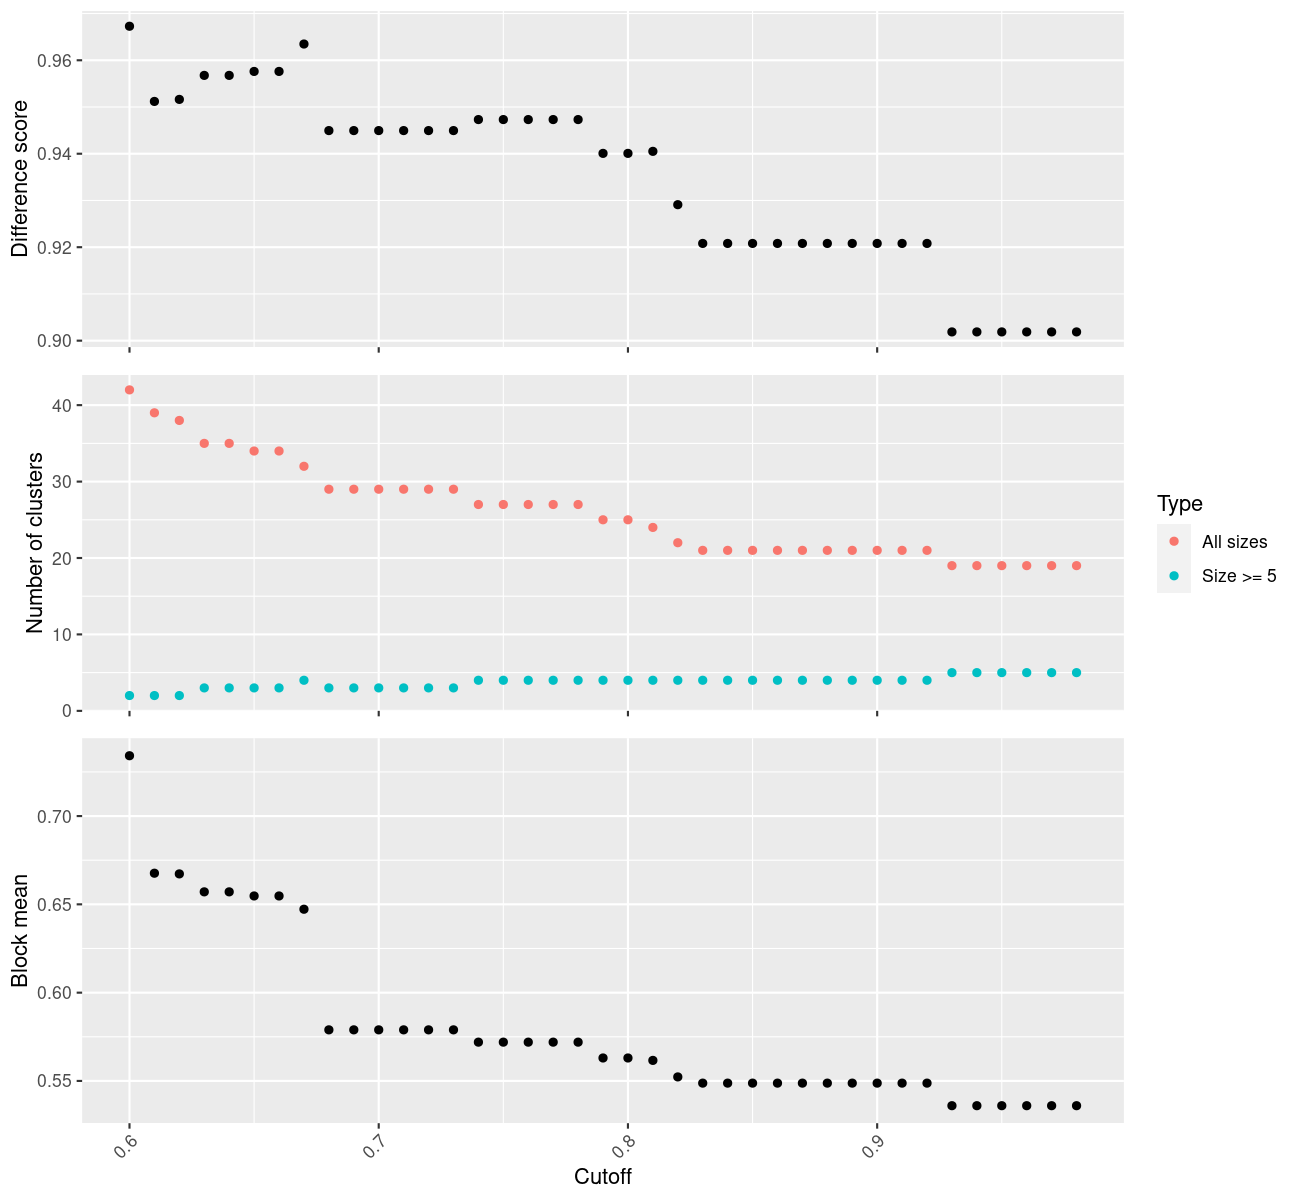 Difference score
0.96
0.94
0.92
0.90
Number of clusters
40
30
20
10
0
Type
All sizes
Size >= 5
Block mean
0.70
0.65
0.60
0.55
0.6 0.7 0.8 0.9
Cutoff